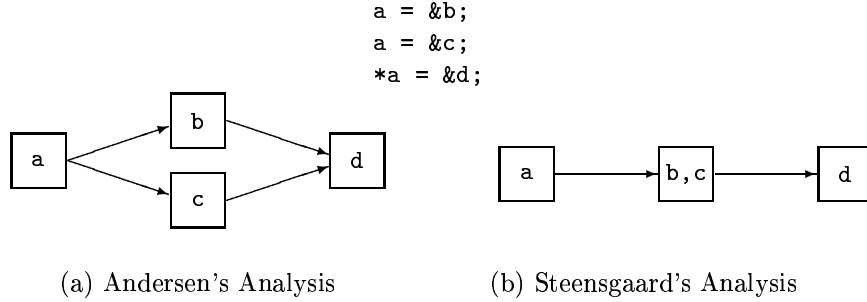 a = &b;
a = &c;
*a = &d;
a
b
c
d
a
b,c
d
(a) Andersen's Analysis
(b) Steensgaard's Analysis